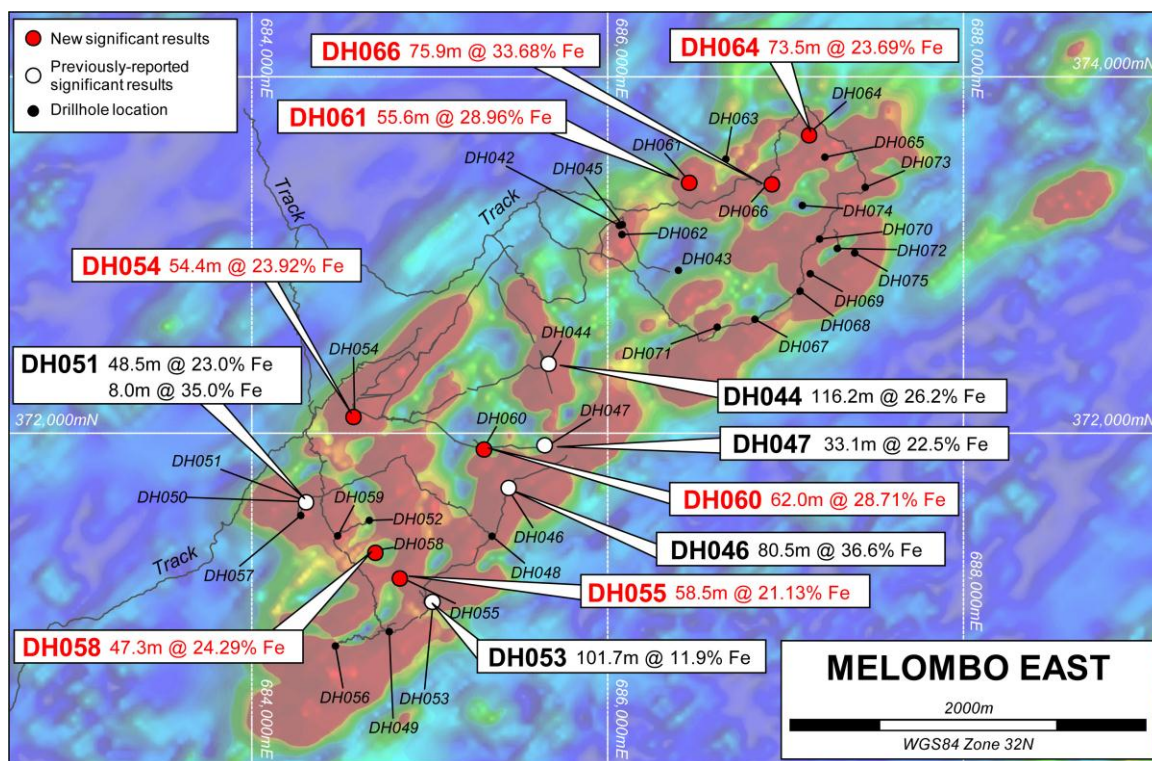 New significant results
Previously-reported
significant results
Drillhole location
684,000mE
686,000mE
688,000mE
374,000mN
DH066 75.9m @ 33.68% Fe
DH064 73.5m @ 23.69% Fe
DH061 55.6m @ 28.96% Fe
DH064
DH063
DH061
DH065
DH073
DH042
DH045
Track
Track
DH066
DH074
DH062
DH070
DH072
DH043
DH075
DH054 54.4m @ 23.92% Fe
DH069
DH068
DH044
DH071
DH067
DH054
DH051 48.5m @ 23.0% Fe
8.0m @ 35.0% Fe
DH044 116.2m @ 26.2% Fe
372,000mN
372,000mN
DH060
DH047
DH047 33.1m @ 22.5% Fe
DH051
DH050
DH059
DH052
DH060 62.0m @ 28.71% Fe
DH046
DH058
DH046 80.5m @ 36.6% Fe
Track
DH057
DH048
DH055 58.5m @ 21.13% Fe
DH055
DH058 47.3m @ 24.29% Fe
DH053 101.7m @ 11.9% Fe
DH056
DH053
DH049
684,000mE
686,000mE
688,000mE
MELOMBO EAST
2000m
WGS84 Zone 32N